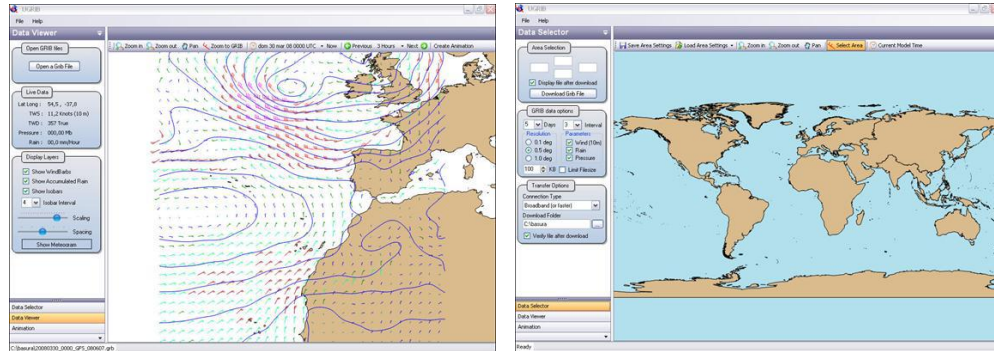 UGRIB
File Help
Data Viewer
Zoom in Zoom out Pan Zoom to GRIB dom 30 mar 08 0000 UTC Now Previous 3 Hours Next Create Animation
Open GRIB files
Open a Grib File
Live Data
Lat Long : 54,5 , -37,8
TWS : 11,2 Knots (10 m)
TWD : 357 True
Pressure : 000,00 Mb
Rain : 00,0 mm/Hour
Display Layers
Show WindBarbs
Show Accumulated Rain
Show Isobars
4 Isobar Interval
Scaling
Spacing
Show Meteogram
Data Selector
Data Viewer
Animation
UGRIB
File Help
Data Selector
Save Area Settings Load Area Settings Zoom in Zoom out Pan Select Area Current Model Time
Area Selection
Display file after download
Download Grib File
GRIB data options
5 Days 3 Interval
Resolution Parameters
0.1 deg Wind (10m)
0.5 deg Rain
1.0 deg Pressure
100 KB Limit Filesize
Transfer Options
Connection Type
Broadband (or faster)
Download Folder
C:\basura
...
Verify file after download
Data Selector
Data Viewer
Animation
Ready